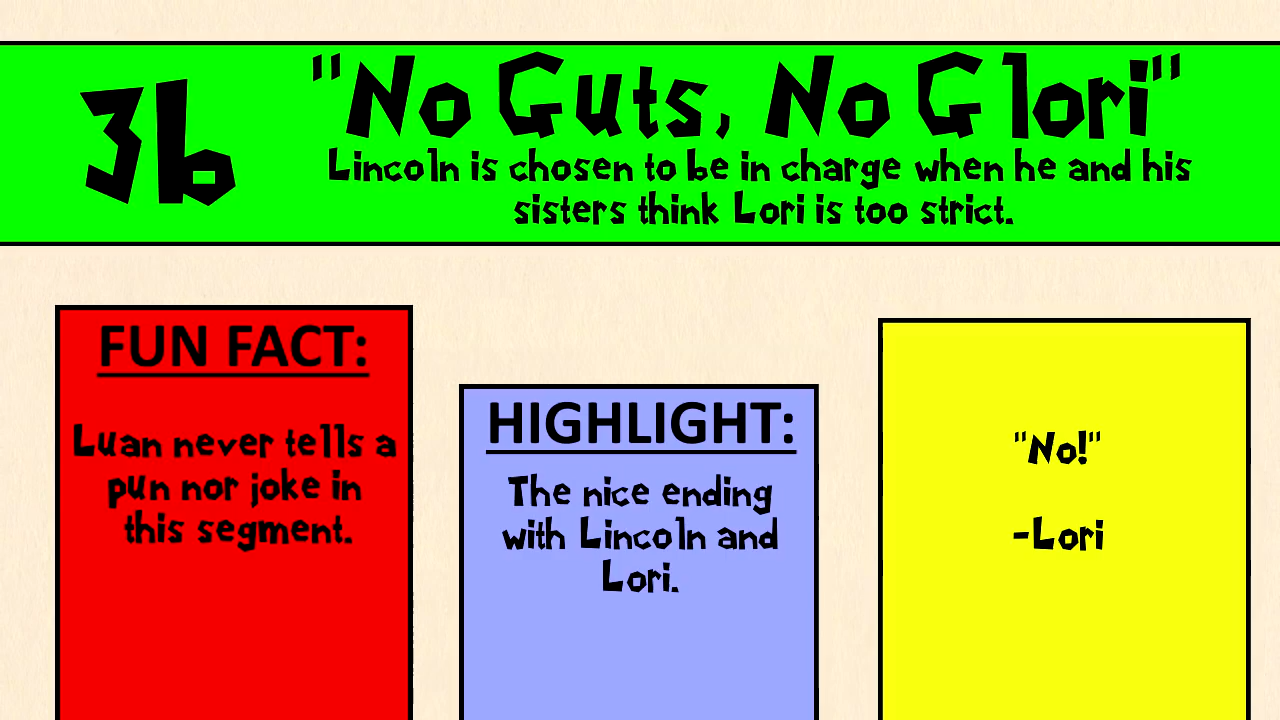 3b
"No Guts, No Glori"
Lincoln is chosen to be in charge when he and his
sisters think Lori is too strict.
FUN FACT:
Luan never tells a
pun nor joke in
this segment.
HIGHLIGHT:
The nice ending
with Lincoln and
Lori.
"No!"
-Lori